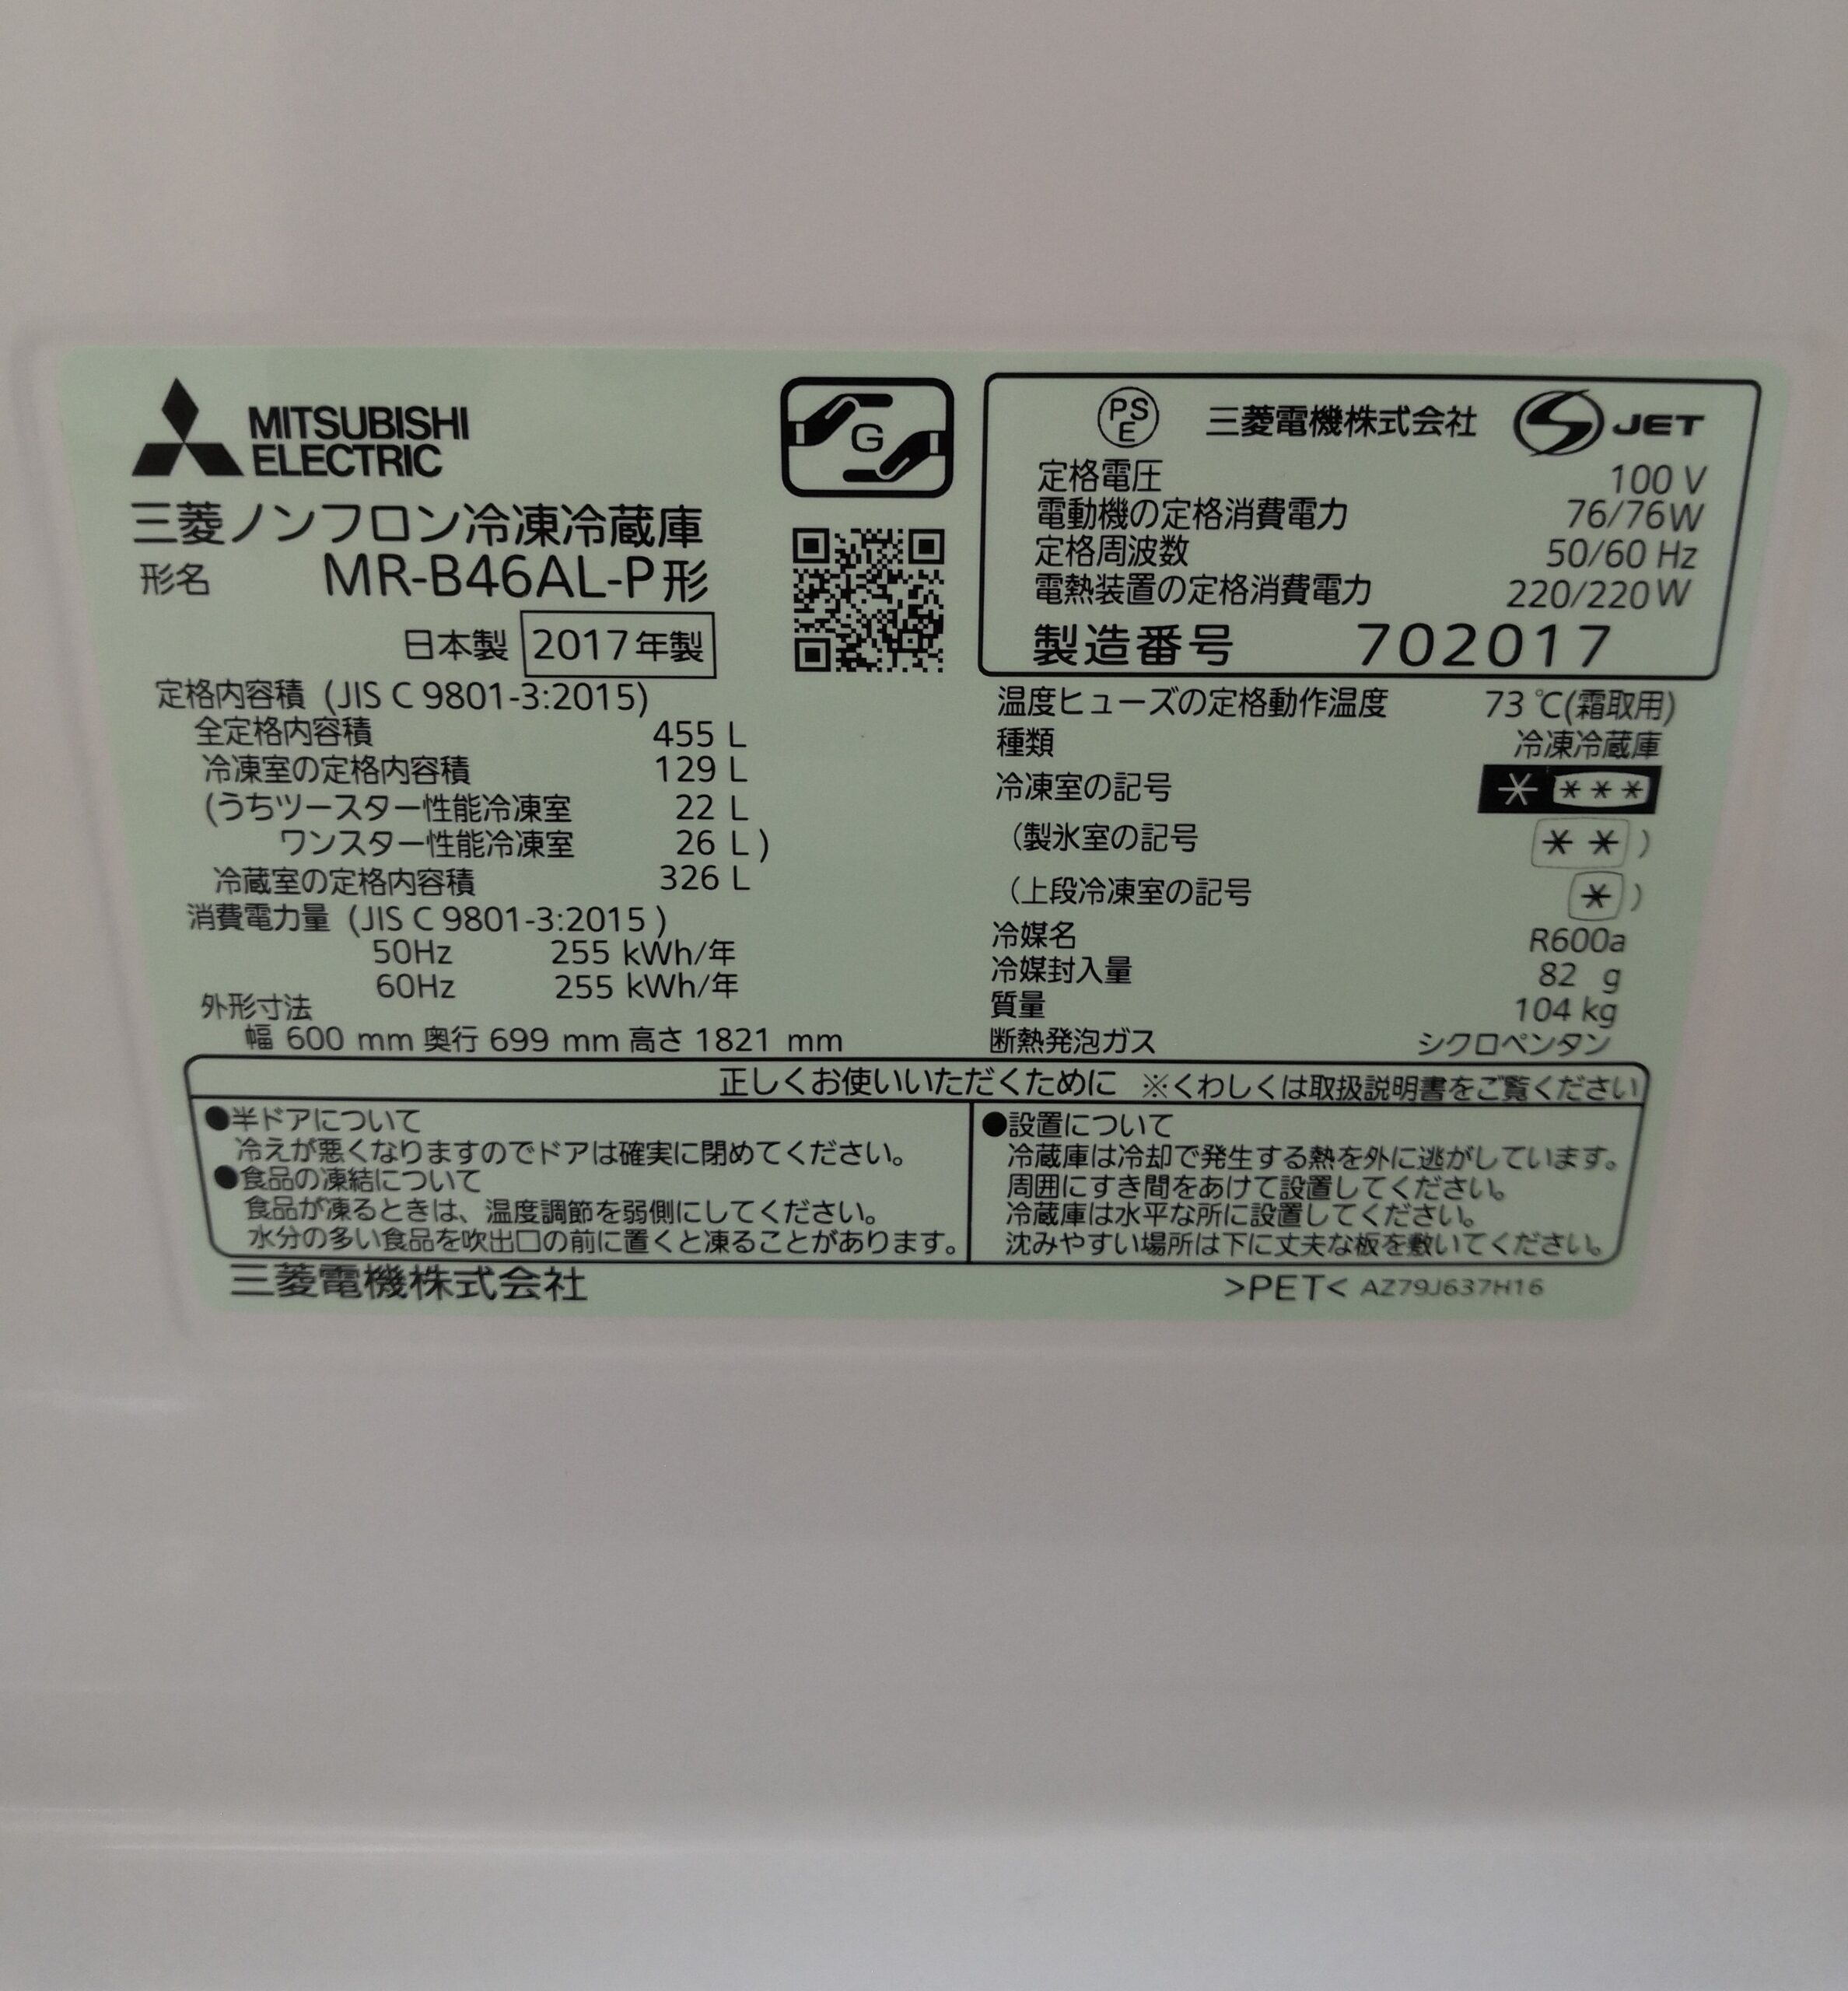 MITSUBISHI
ELECTRIC
G
三菱ノンフロン冷凍冷蔵庫
形名 MR-B46AL-P形
日本製 2017年製
定格内容積 (JIS C 9801-3:2015)
全定格内容積 455 L
冷凍室の定格内容積 129 L
(うちツースター性能冷凍室 22 L
ワンスター性能冷凍室 26 L)
冷蔵室の定格内容積 326 L
消費電力量 (JIS C 9801-3:2015 )
50Hz 255 kWh/年
60Hz 255 kWh/年
外形寸法
幅 600 mm 奥行 699 mm 高さ 1821 mm
PS
E
三菱電機株式会社 JET
定格電圧 100 V
電動機の定格消費電力 76/76W
定格周波数 50/60 Hz
電熱装置の定格消費電力 220/220W
製造番号 702017
温度ヒューズの定格動作温度 73℃(霜取用)
種類 冷凍冷蔵庫
冷凍室の記号 * ***
(製氷室の記号 **)
(上段冷凍室の記号 *)
冷媒名 R600a
冷媒封入量 82 g
質量 104 kg
断熱発泡ガス シクロペンタン
正しくお使いいただくために ※くわしくは取扱説明書をご覧ください
●半ドアについて
冷えが悪くなりますのでドアは確実に閉めてください。
●食品の凍結について
食品が凍るときは、温度調節を弱側にしてください。
水分の多い食品を吹出口の前に置くと凍ることがあります。
●設置について
冷蔵庫は冷却で発生する熱を外に逃がしています。
周囲にすき間をあけて設置してください。
冷蔵庫は水平な所に設置してください。
沈みやすい場所は下に丈夫な板を敷いてください。
三菱電機株式会社
>PET< AZ79J637H16